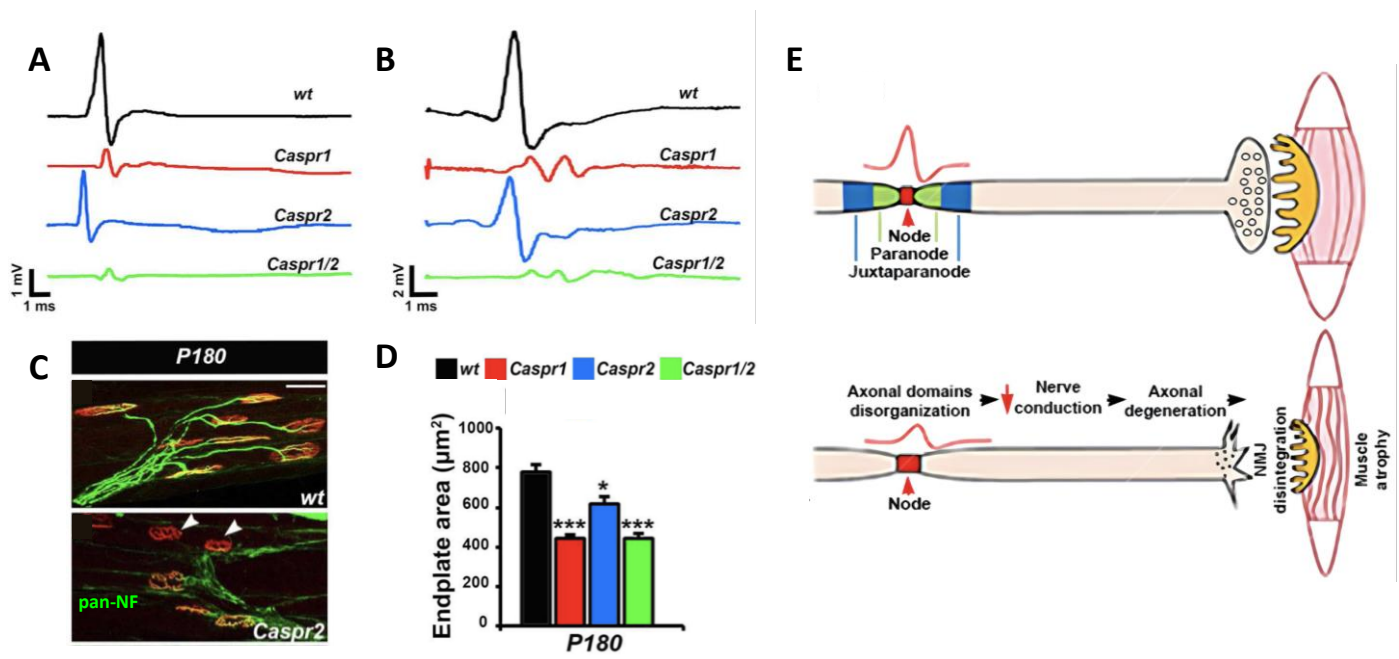 A
wt
Caspr1
Caspr2
Caspr1/2
1 mV
1 ms
B
wt
Caspr1
Caspr2
Caspr1/2
2 mV
1 ms
C
P180
wt
pan-NF
Caspr2
D
wt Caspr1 Caspr2 Caspr1/2
Endplate area (µm²)
1000
800
600
400
200
0
***
*
***
P180
E
Node
Paranode
Juxtaparanode
Axonal domains
disorganization
Nerve
conduction
Axonal
degeneration
NMJ
disintegration
Muscle
atrophy
Node